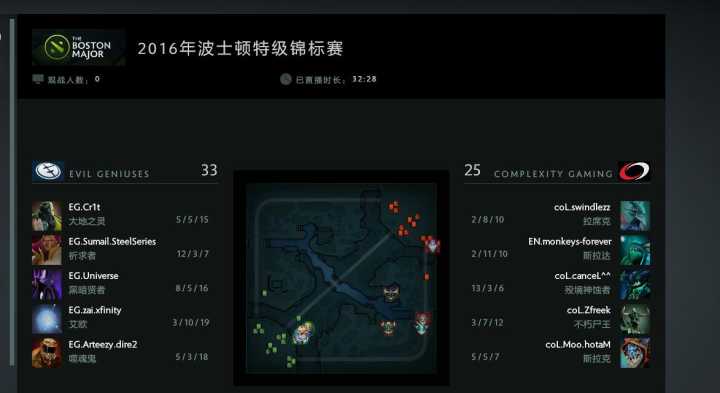 THE
BOSTON
MAJOR
2016年波士顿特级锦标赛
观战人数: 0
已直播时长: 32:28
EVIL GENIUSES 33
25 COMPLEXITY GAMING
EG.Cr1t
大地之灵 5/5/15
EG.Sumail.SteelSeries
祈求者 12/3/7
EG.Universe
黑暗贤者 8/5/16
EG.zai.xfinity
艾欧 3/10/19
EG.Arteezy.dire2
噬魂鬼 5/3/18
coL.swindlezz
2/8/10 拉席克
EN.monkeys-forever
2/11/10 斯拉达
coL.canceL^^
13/3/6 殁境神蚀者
coL.Zfreek
3/7/12 不朽尸王
coL.Moo.hotaM
5/5/7 斯拉克